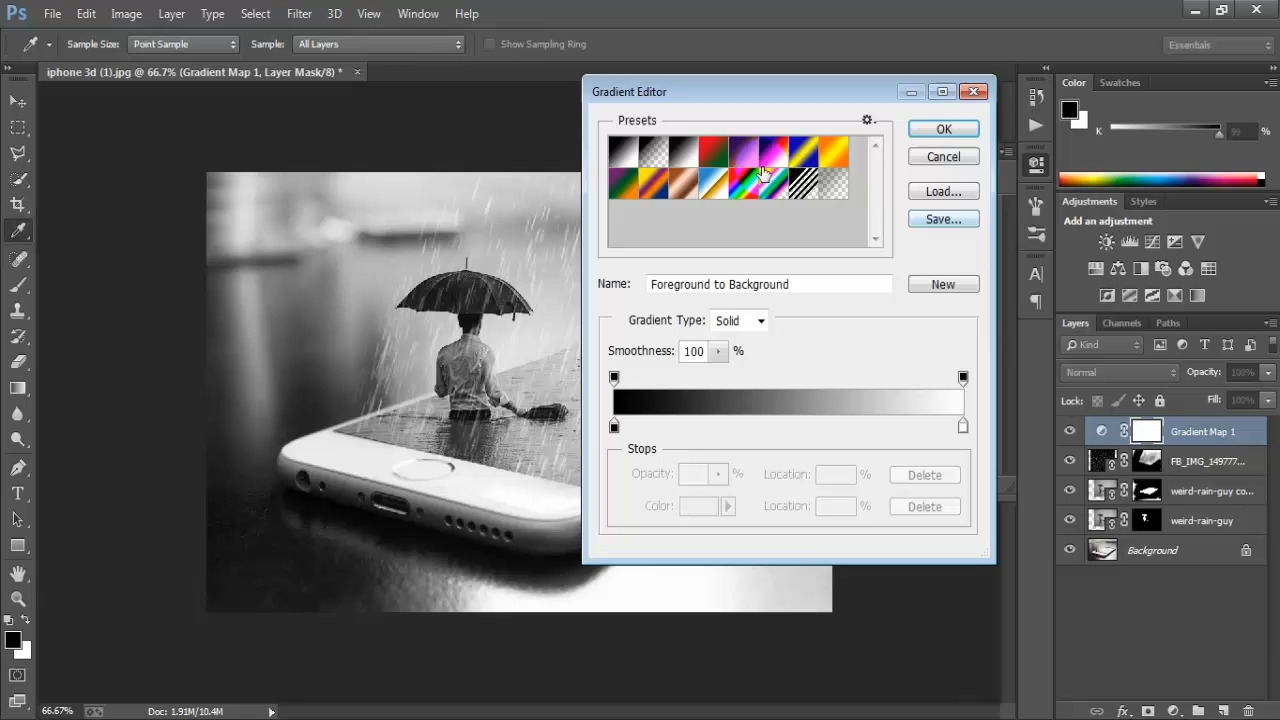 Ps File Edit Image Layer Type Select Filter 3D View Window Help
Sample Size: Point Sample Sample: All Layers Show Sampling Ring Essentials
iphone 3d (1).jpg @ 66.7% (Gradient Map 1, Layer Mask/8) * ×
Gradient Editor
Presets
OK
Cancel
Load...
Save...
Name: Foreground to Background New
Gradient Type: Solid
Smoothness: 100 %
Stops
Opacity: % Location: % Delete
Color: Location: % Delete
Color Swatches
K 99 %
Adjustments Styles
Add an adjustment
Layers Channels Paths
Kind
Normal Opacity: 100%
Lock: Fill: 100%
Gradient Map 1
FB_IMG_149777...
weird-rain-guy co...
weird-rain-guy
Background
66.67% Doc: 1.91M/10.4M